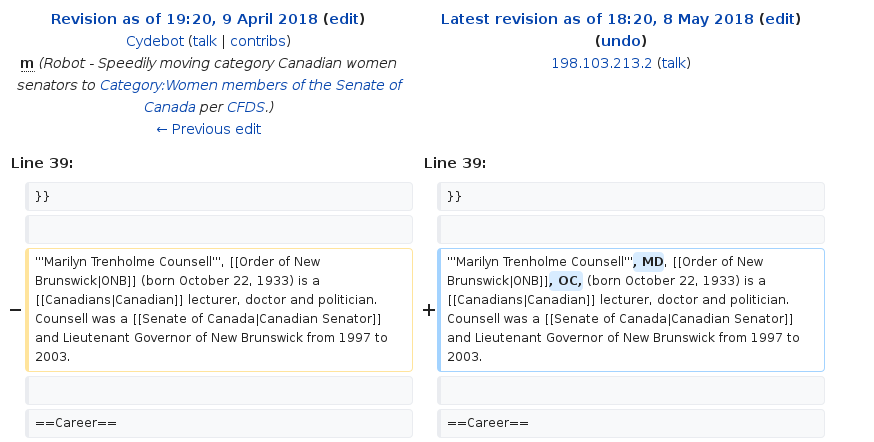 Revision as of 19:20, 9 April 2018 (edit)
Cydebot (talk | contribs)
m (Robot - Speedily moving category Canadian women
senators to Category:Women members of the Senate of
Canada per CFDS.)
← Previous edit
Latest revision as of 18:20, 8 May 2018 (edit)
(undo)
198.103.213.2 (talk)
Line 39:
Line 39:
}}
}}
−
'''Marilyn Trenholme Counsell''', [[Order of New
Brunswick|ONB]] (born October 22, 1933) is a
[[Canadians|Canadian]] lecturer, doctor and politician.
Counsell was a [[Senate of Canada|Canadian Senator]]
and Lieutenant Governor of New Brunswick from 1997 to
2003.
+
'''Marilyn Trenholme Counsell''', MD, [[Order of New
Brunswick|ONB]], OC, (born October 22, 1933) is a
[[Canadians|Canadian]] lecturer, doctor and politician.
Counsell was a [[Senate of Canada|Canadian Senator]]
and Lieutenant Governor of New Brunswick from 1997 to
2003.
==Career==
==Career==